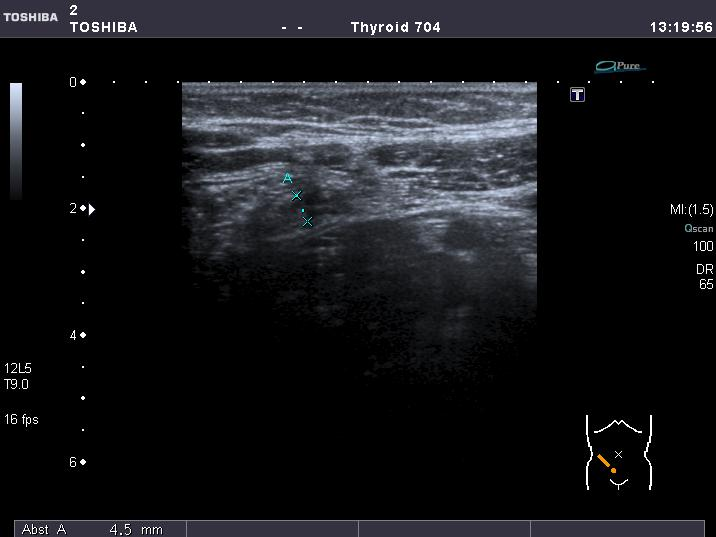 TOSHIBA
2
TOSHIBA
- -
Thyroid 704
13:19:56
aPure
0
T
A
2
MI:(1.5)
Qscan
100
DR
65
4
12L5
T9.0
16 fps
6
Abst A 4.5 mm